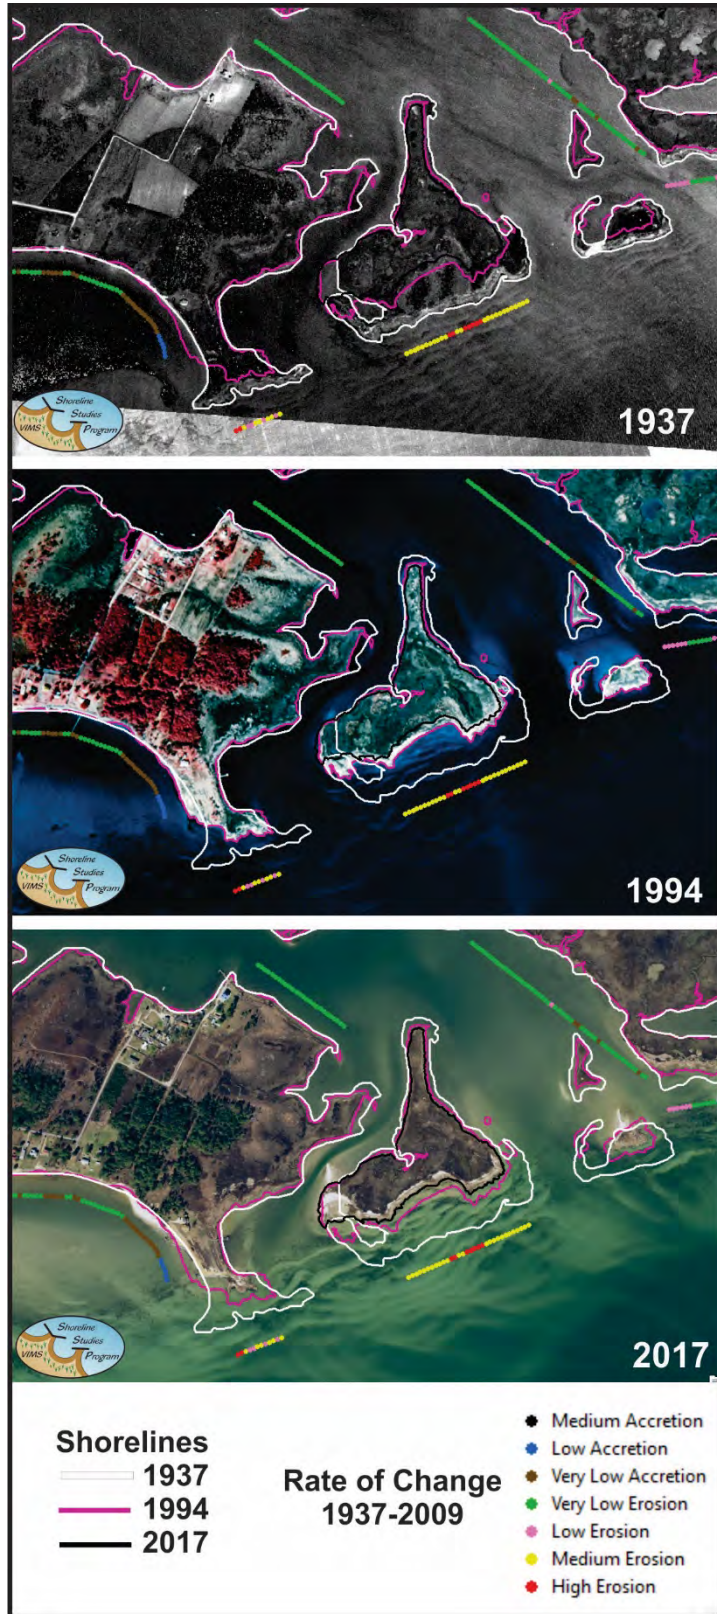 Shoreline
Studies
Program
VIMS
1937
Shoreline
Studies
Program
VIMS
1994
Shoreline
Studies
Program
VIMS
2017
Shorelines
1937
1994
2017
Rate of Change
1937-2009
Medium Accretion
Low Accretion
Very Low Accretion
Very Low Erosion
Low Erosion
Medium Erosion
High Erosion